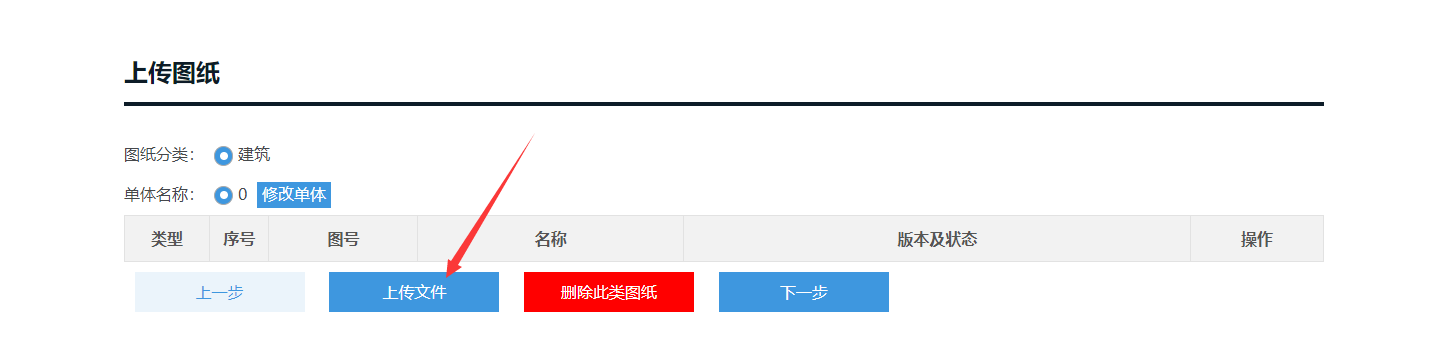 上传图纸
图纸分类： 建筑
单体名称： 0 修改单体
类型 序号 图号 名称 版本及状态 操作
上一步 上传文件 删除此类图纸 下一步